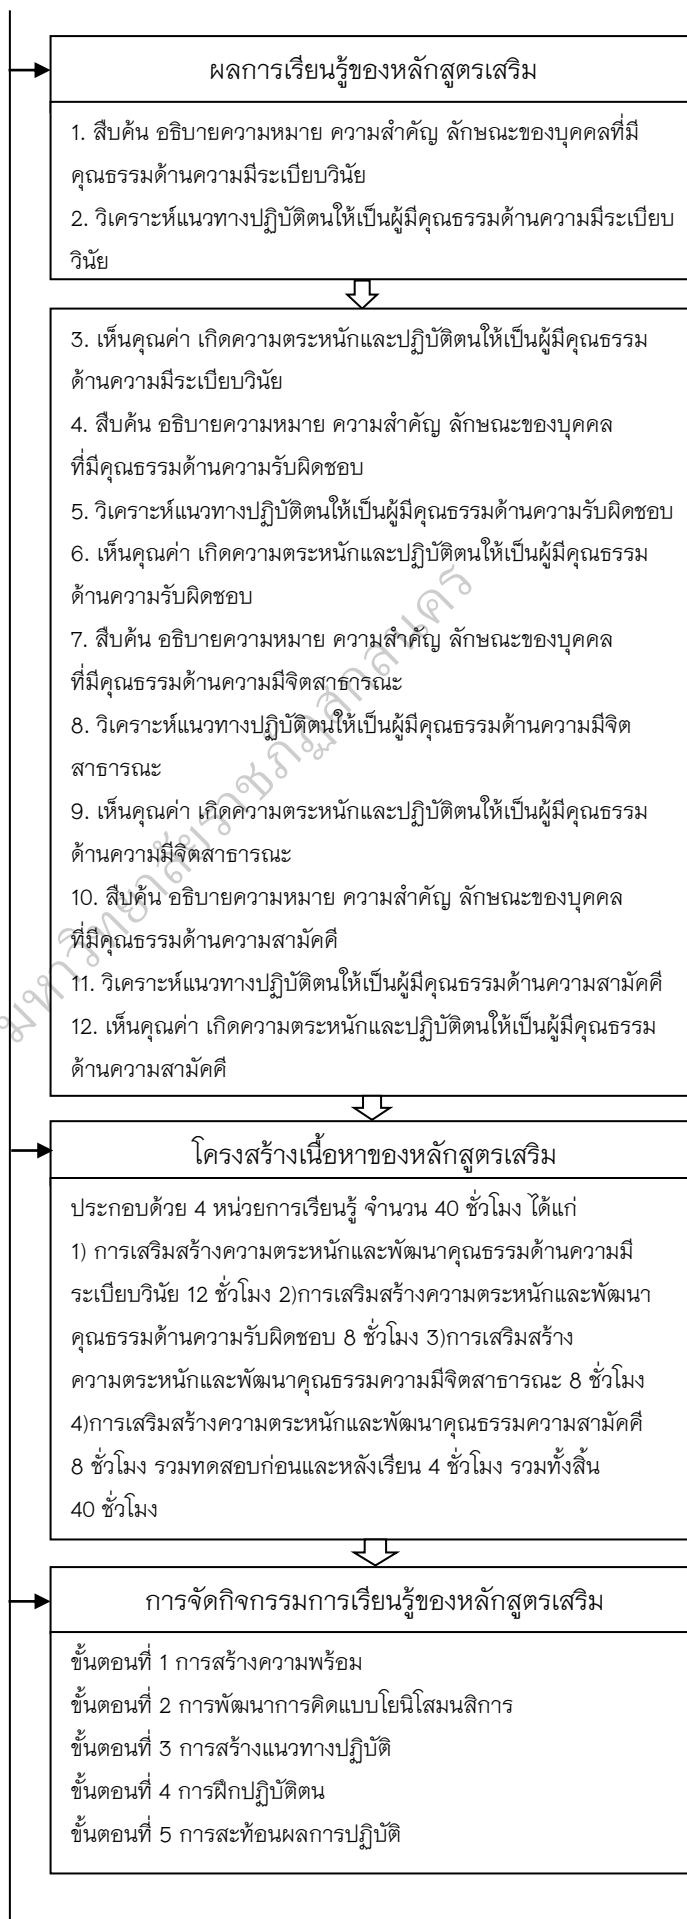 ผลการเรียนรู้ของหลักสูตรเสริม
1. สืบค้น อธิบายความหมาย ความสำคัญ ลักษณะของบุคคลที่มี
คุณธรรมด้านความมีระเบียบวินัย
2. วิเคราะห์แนวทางปฏิบัติตนให้เป็นผู้มีคุณธรรมด้านความมีระเบียบ
วินัย
3. เห็นคุณค่า เกิดความตระหนักและปฏิบัติตนให้เป็นผู้มีคุณธรรม
ด้านความมีระเบียบวินัย
4. สืบค้น อธิบายความหมาย ความสำคัญ ลักษณะของบุคคล
ที่มีคุณธรรมด้านความรับผิดชอบ
5. วิเคราะห์แนวทางปฏิบัติตนให้เป็นผู้มีคุณธรรมด้านความรับผิดชอบ
6. เห็นคุณค่า เกิดความตระหนักและปฏิบัติตนให้เป็นผู้มีคุณธรรม
ด้านความรับผิดชอบ
7. สืบค้น อธิบายความหมาย ความสำคัญ ลักษณะของบุคคล
ที่มีคุณธรรมด้านความมีจิตสาธารณะ
8. วิเคราะห์แนวทางปฏิบัติตนให้เป็นผู้มีคุณธรรมด้านความมีจิต
สาธารณะ
9. เห็นคุณค่า เกิดความตระหนักและปฏิบัติตนให้เป็นผู้มีคุณธรรม
ด้านความมีจิตสาธารณะ
10. สืบค้น อธิบายความหมาย ความสำคัญ ลักษณะของบุคคล
ที่มีคุณธรรมด้านความสามัคคี
11. วิเคราะห์แนวทางปฏิบัติตนให้เป็นผู้มีคุณธรรมด้านความสามัคคี
12. เห็นคุณค่า เกิดความตระหนักและปฏิบัติตนให้เป็นผู้มีคุณธรรม
ด้านความสามัคคี
มหาวิทยาลัยราชภัฏสกลนคร
โครงสร้างเนื้อหาของหลักสูตรเสริม
ประกอบด้วย 4 หน่วยการเรียนรู้ จำนวน 40 ชั่วโมง ได้แก่
1) การเสริมสร้างความตระหนักและพัฒนาคุณธรรมด้านความมี
ระเบียบวินัย 12 ชั่วโมง 2)การเสริมสร้างความตระหนักและพัฒนา
คุณธรรมด้านความรับผิดชอบ 8 ชั่วโมง 3)การเสริมสร้าง
ความตระหนักและพัฒนาคุณธรรมความมีจิตสาธารณะ 8 ชั่วโมง
4)การเสริมสร้างความตระหนักและพัฒนาคุณธรรมความสามัคคี
8 ชั่วโมง รวมทดสอบก่อนและหลังเรียน 4 ชั่วโมง รวมทั้งสิ้น
40 ชั่วโมง
การจัดกิจกรรมการเรียนรู้ของหลักสูตรเสริม
ขั้นตอนที่ 1 การสร้างความพร้อม
ขั้นตอนที่ 2 การพัฒนาการคิดแบบโยนิโสมนสิการ
ขั้นตอนที่ 3 การสร้างแนวทางปฏิบัติ
ขั้นตอนที่ 4 การฝึกปฏิบัติตน
ขั้นตอนที่ 5 การสะท้อนผลการปฏิบัติ